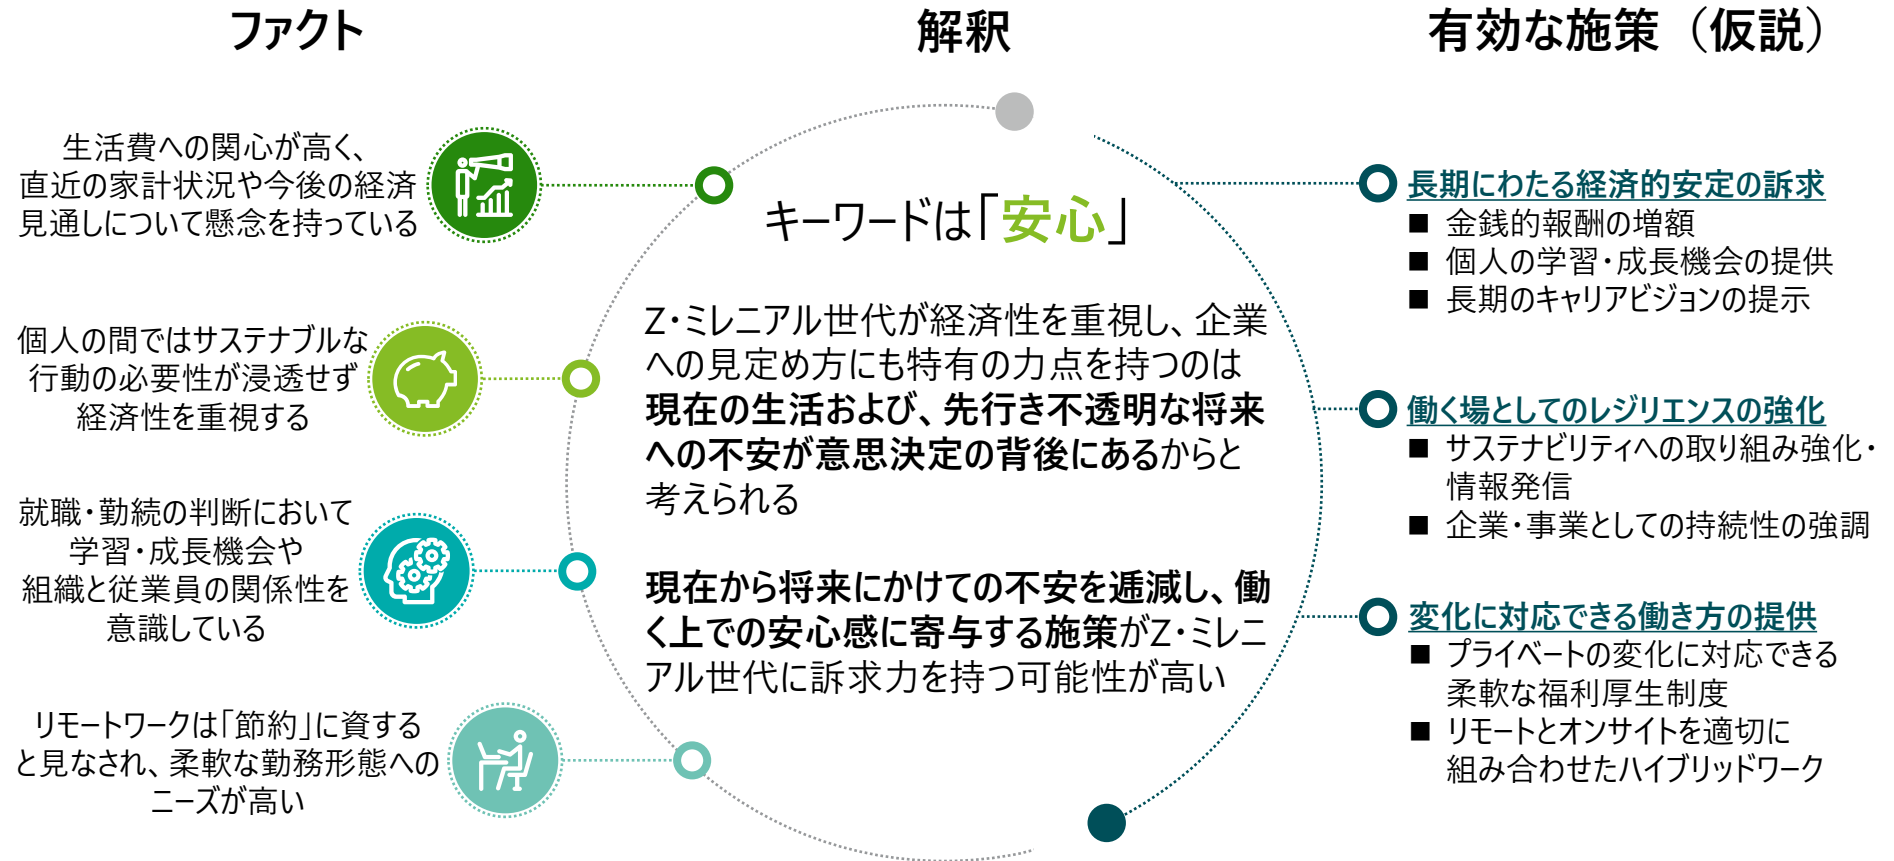 ファクト
解釈
有効な施策（仮説）
生活費への関心が高く、
直近の家計状況や今後の経済
見通しについて懸念を持っている
個人の間ではサステナブルな
行動の必要性が浸透せず
経済性を重視する
就職・勤続の判断において
学習・成長機会や
組織と従業員の関係性を
意識している
リモートワークは「節約」に資する
と見なされ、柔軟な勤務形態への
ニーズが高い
キーワードは「安心」
Z・ミレニアル世代が経済性を重視し、企業
への見定め方にも特有の力点を持つのは
現在の生活および、先行き不透明な将来
への不安が意思決定の背後にあるからと
考えられる
現在から将来にかけての不安を逓減し、働
く上での安心感に寄与する施策がZ・ミレニ
アル世代に訴求力を持つ可能性が高い
長期にわたる経済的安定の訴求
■ 金銭的報酬の増額
■ 個人の学習・成長機会の提供
■ 長期のキャリアビジョンの提示
働く場としてのレジリエンスの強化
■ サステナビリティへの取り組み強化・
情報発信
■ 企業・事業としての持続性の強調
変化に対応できる働き方の提供
■ プライベートの変化に対応できる
柔軟な福利厚生制度
■ リモートとオンサイトを適切に
組み合わせたハイブリッドワーク